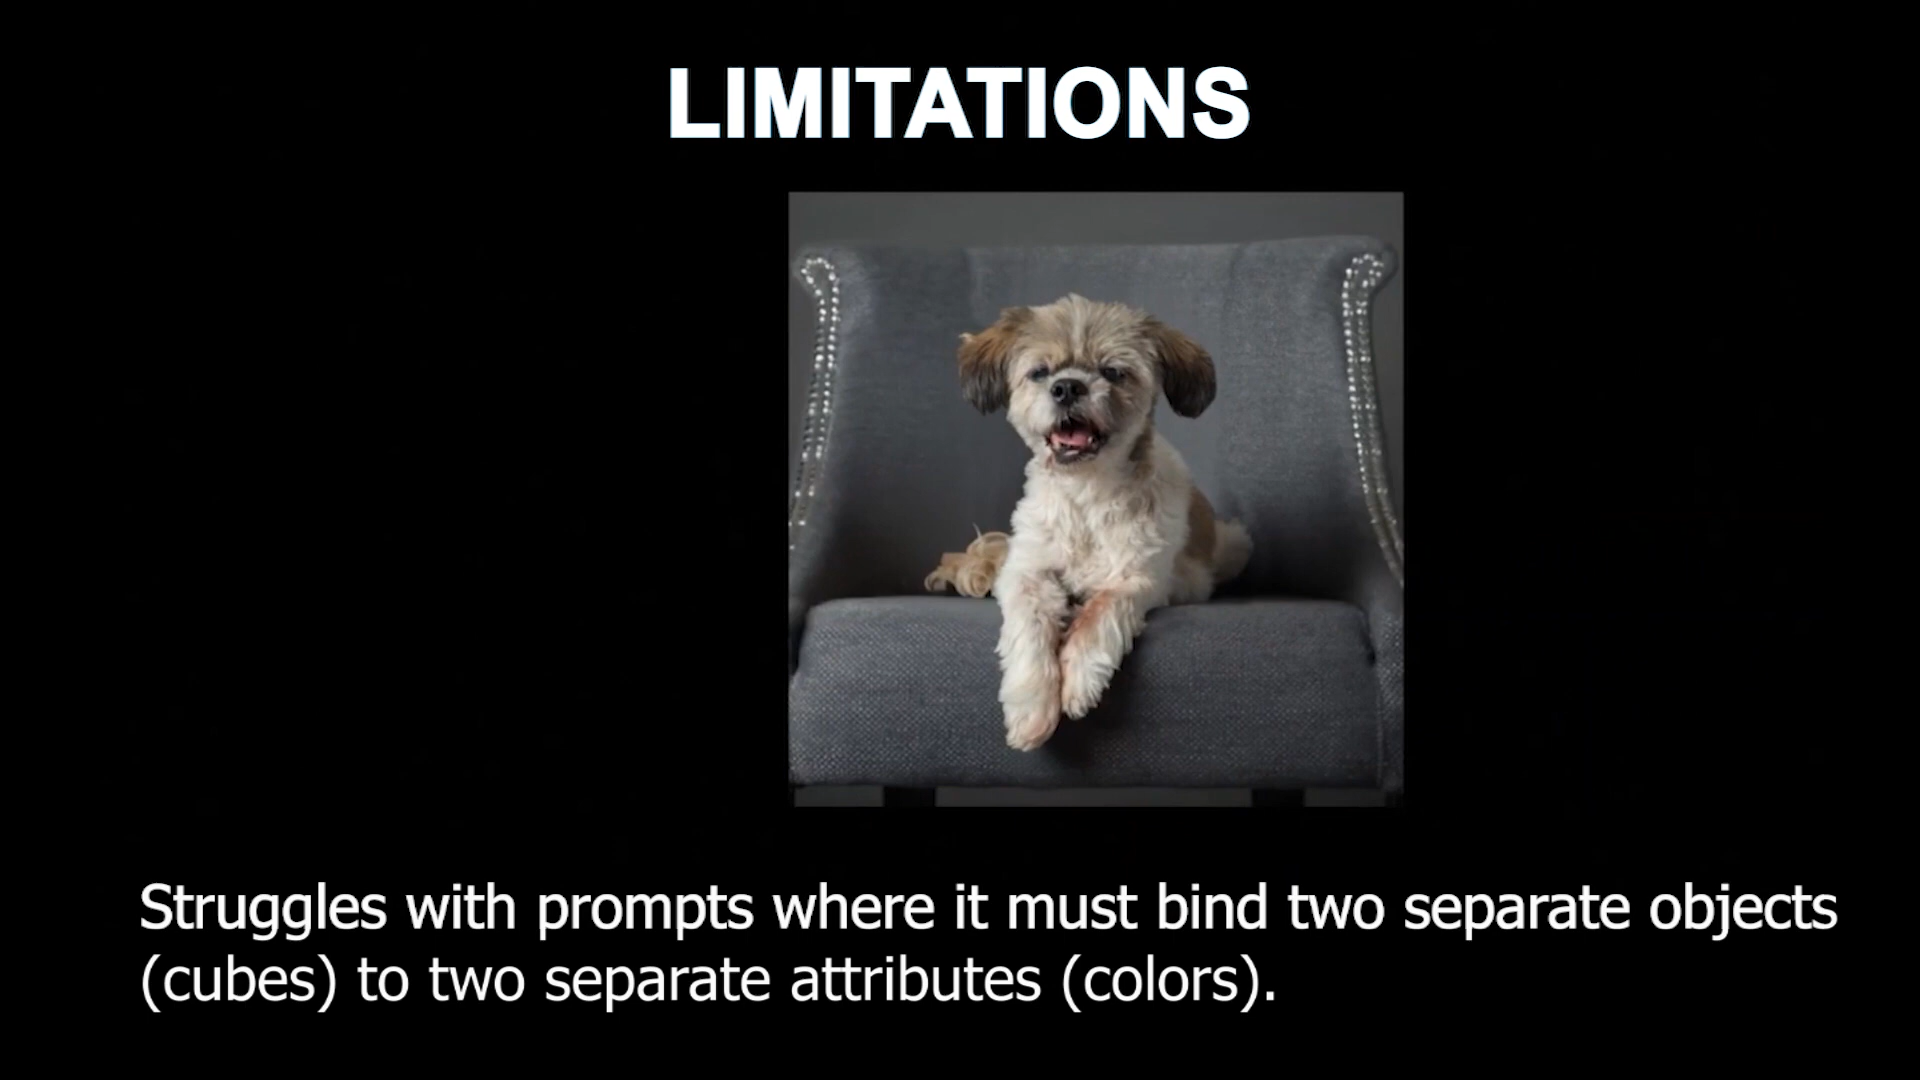 LIMITATIONS
Struggles with prompts where it must bind two separate objects
(cubes) to two separate attributes (colors).